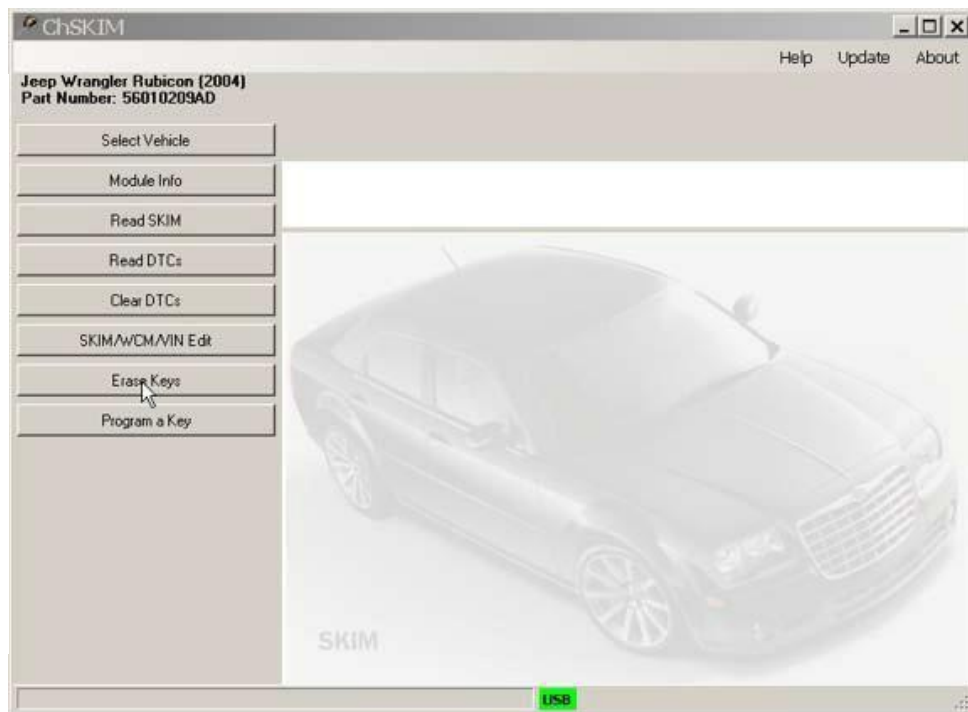 ChSKIM
Help Update About
Jeep Wrangler Rubicon (2004)
Part Number: 56010209AD
Select Vehicle
Module Info
Read SKIM
Read DTCs
Clear DTCs
SKIM/WCM/VIN Edit
Erase Keys
Program a Key
SKIM
USB